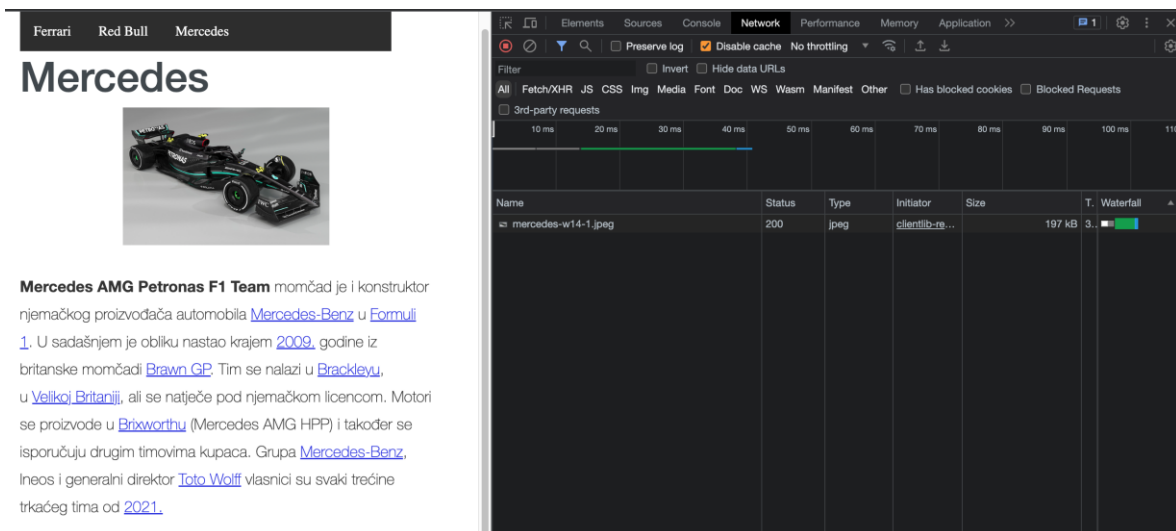 Ferrari Red Bull Mercedes
Mercedes
PETRONAS
Mercedes AMG Petronas F1 Team momčad je i konstruktor
njemačkog proizvođača automobila Mercedes-Benz u Formuli
1. U sadašnjem je obliku nastao krajem 2009. godine iz
britanske momčadi Brawn GP. Tim se nalazi u Brackleyu,
u Velikoj Britaniji, ali se natječe pod njemačkom licencom. Motori
se proizvode u Brixworthu (Mercedes AMG HPP) i također se
isporučuju drugim timovima kupaca. Grupa Mercedes-Benz,
Ineos i generalni direktor Toto Wolff vlasnici su svaki trećine
trkaćeg tima od 2021.
Elements Sources Console Network Performance Memory Application >> 1
Preserve log Disable cache No throttling
Filter Invert Hide data URLs
All Fetch/XHR JS CSS Img Media Font Doc WS Wasm Manifest Other Has blocked cookies Blocked Requests
3rd-party requests
10 ms 20 ms 30 ms 40 ms 50 ms 60 ms 70 ms 80 ms 90 ms 100 ms 110
Name Status Type Initiator Size T. Waterfall
mercedes-w14-1.jpeg 200 jpeg clientlib-re... 197 kB 3..